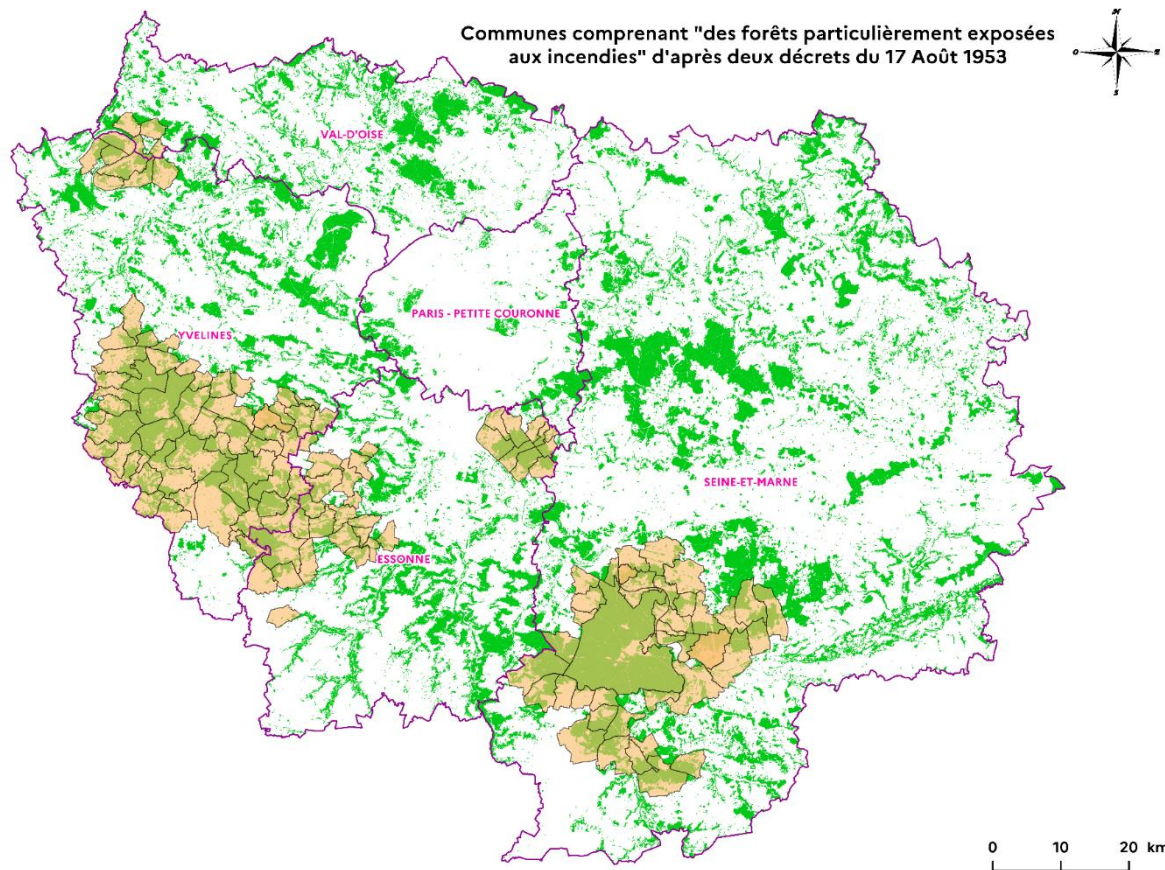 Communes comprenant "des forêts particulièrement exposées
aux incendies" d'après deux décrets du 17 Août 1953
N
O
E
S
VAL-D'OISE
PARIS - PETITE COURONNE
YVELINES
SEINE-ET-MARNE
ESSONNE
0 10 20 km